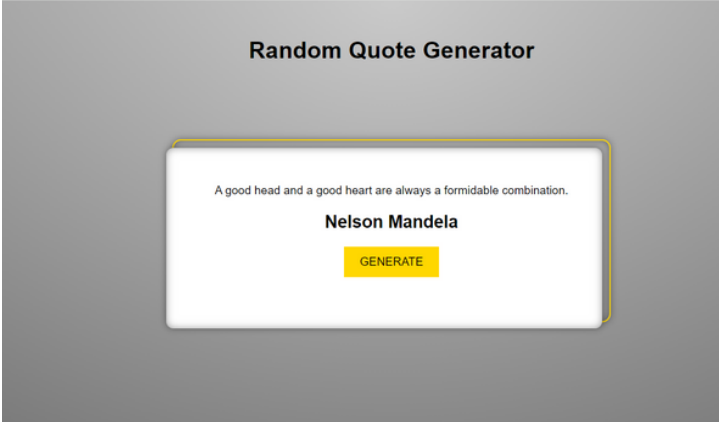 Random Quote Generator
A good head and a good heart are always a formidable combination.
Nelson Mandela
GENERATE